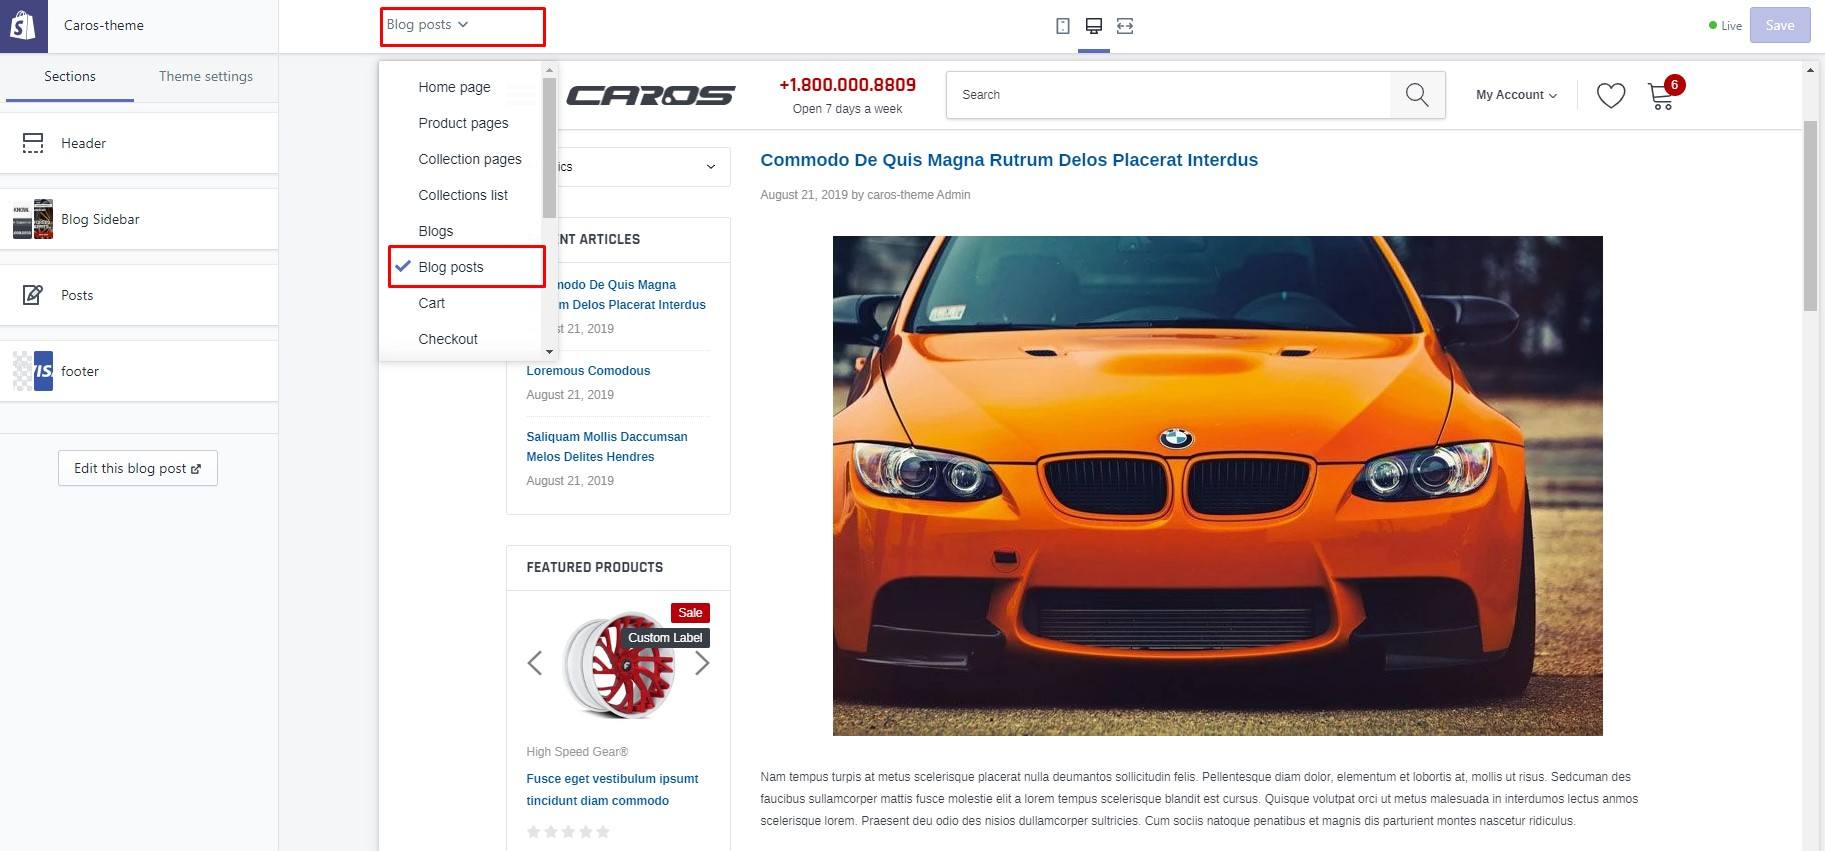 Caros-theme
Blog posts
Live
Save
Sections
Theme settings
Header
Blog Sidebar
Posts
footer
Edit this blog post
Home page
Product pages
Collection pages
Collections list
Blogs
Blog posts
Cart
Checkout
CAROS
+1.800.000.8809
Open 7 days a week
Search
My Account
6
ics
NT ARTICLES
modo De Quis Magna
m Delos Placerat Interdus
st 21, 2019
Loremous Comodous
August 21, 2019
Saliquam Mollis Daccumsan
Melos Delites Hendres
August 21, 2019
FEATURED PRODUCTS
Sale
Custom Label
High Speed Gear®
Fusce eget vestibulum ipsumt
tincidunt diam commodo
Commodo De Quis Magna Rutrum Delos Placerat Interdus
August 21, 2019 by caros-theme Admin
Nam tempus turpis at metus scelerisque placerat nulla deumantos sollicitudin felis. Pellentesque diam dolor, elementum et lobortis at, mollis ut risus. Sedcuman des
faucibus sullamcorper mattis fusce molestie elit a lorem tempus scelerisque blandit est cursus. Quisque volutpat orci ut metus malesuada in interdumos lectus anmos
scelerisque lorem. Praesent deu odio des nisios dullamcorper sultricies. Cum sociis natoque penatibus et magnis dis parturient montes nascetur ridiculus.